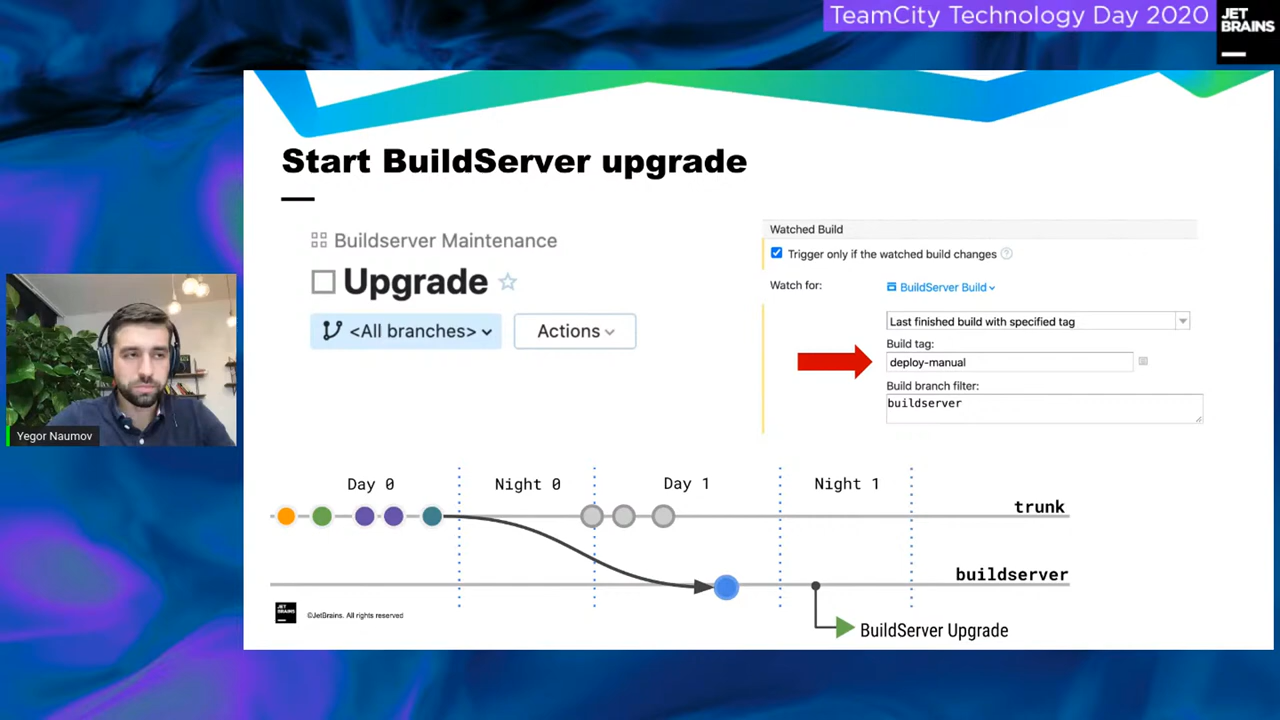 TeamCity Technology Day 2020
JET
BRAINS
Start BuildServer upgrade
Buildserver Maintenance
Upgrade
<All branches>
Actions
Watched Build
Trigger only if the watched build changes
Watch for:
BuildServer Build
Last finished build with specified tag
Build tag:
deploy-manual
Build branch filter:
buildserver
Yegor Naumov
Day 0
Night 0
Day 1
Night 1
trunk
buildserver
JET
BRAINS
©JetBrains. All rights reserved
BuildServer Upgrade